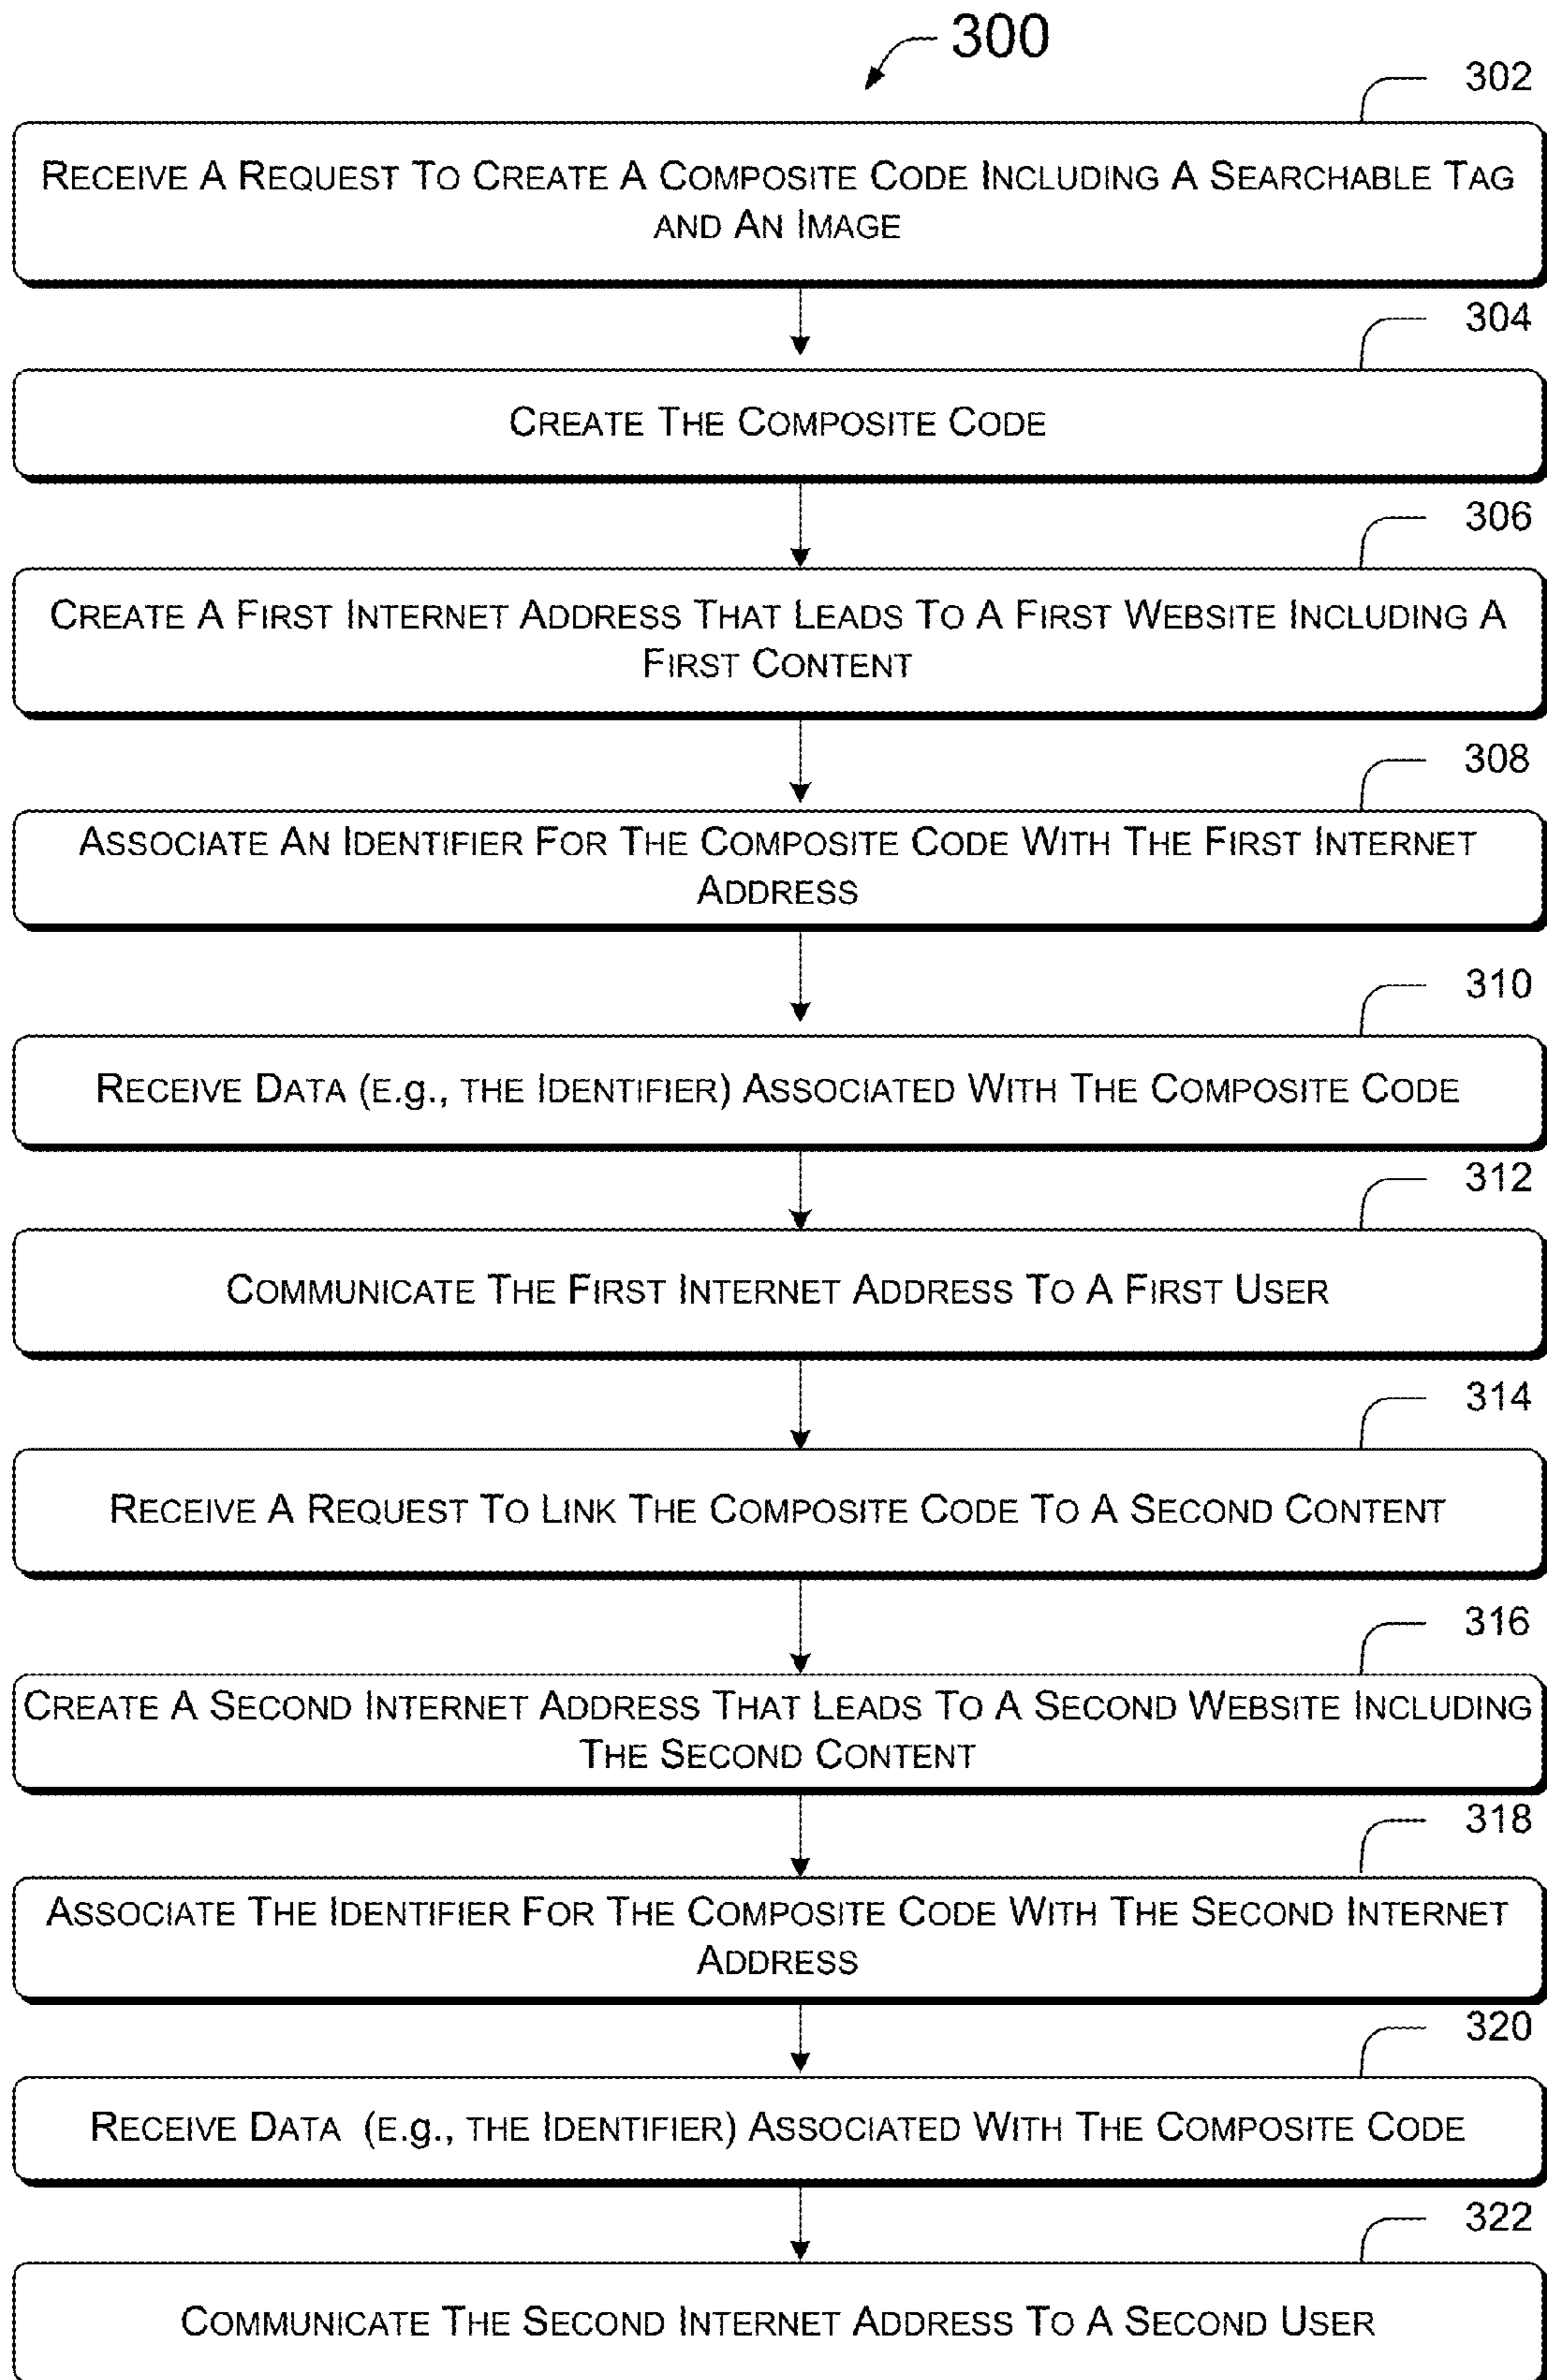 300
302
RECEIVE A REQUEST TO CREATE A COMPOSITE CODE INCLUDING A SEARCHABLE TAG
AND AN IMAGE
304
CREATE THE COMPOSITE CODE
306
CREATE A FIRST INTERNET ADDRESS THAT LEADS TO A FIRST WEBSITE INCLUDING A
FIRST CONTENT
308
ASSOCIATE AN IDENTIFIER FOR THE COMPOSITE CODE WITH THE FIRST INTERNET
ADDRESS
310
RECEIVE DATA (E.g., THE IDENTIFIER) ASSOCIATED WITH THE COMPOSITE CODE
312
COMMUNICATE THE FIRST INTERNET ADDRESS TO A FIRST USER
314
RECEIVE A REQUEST TO LINK THE COMPOSITE CODE TO A SECOND CONTENT
316
CREATE A SECOND INTERNET ADDRESS THAT LEADS TO A SECOND WEBSITE INCLUDING
THE SECOND CONTENT
318
ASSOCIATE THE IDENTIFIER FOR THE COMPOSITE CODE WITH THE SECOND INTERNET
ADDRESS
320
RECEIVE DATA (E.g., THE IDENTIFIER) ASSOCIATED WITH THE COMPOSITE CODE
322
COMMUNICATE THE SECOND INTERNET ADDRESS TO A SECOND USER